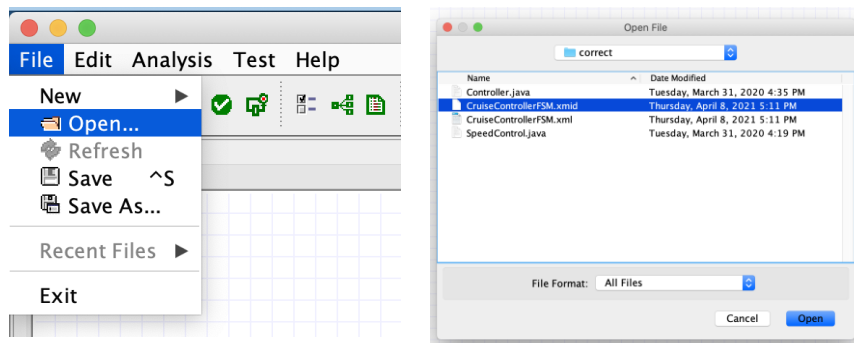 File Edit Analysis Test Help
New
Open...
Refresh
Save ^S
Save As...
Recent Files
Exit
Open File
correct
Name Date Modified
Controller.java Tuesday, March 31, 2020 4:35 PM
CruiseControllerFSM.xmid Thursday, April 8, 2021 5:11 PM
CruiseControllerFSM.xml Thursday, April 8, 2021 5:11 PM
SpeedControl.java Tuesday, March 31, 2020 4:19 PM
File Format: All Files
Cancel Open